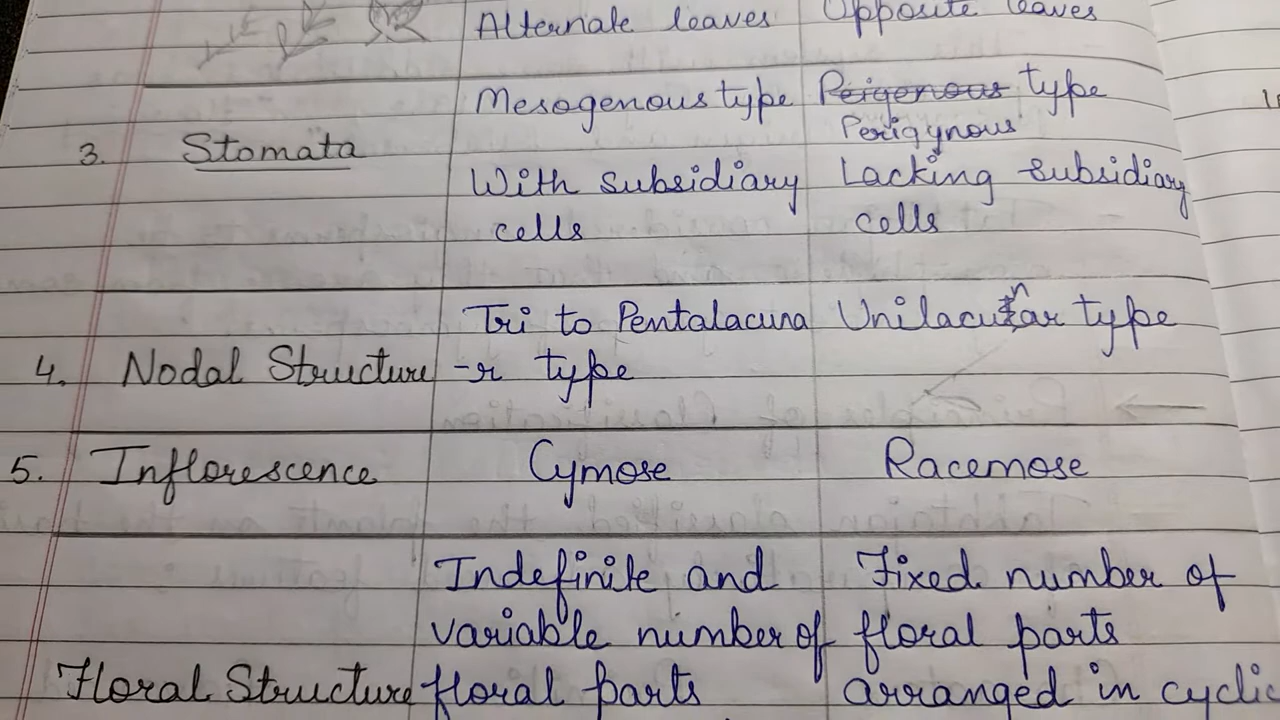 Alternate leaves Opposite leaves
Mesogenous type Peigenous type
Perigynous
3. Stomata
With subsidiary Lacking subsidiary
cells cells
Tri to Pentalacuna Unilacunar type
4. Nodal Structure -r type
5. Inflorescence Cymose Racemose
Indefinite and Fixed number of
variable number of floral parts
Floral Structure floral parts arranged in cyclic